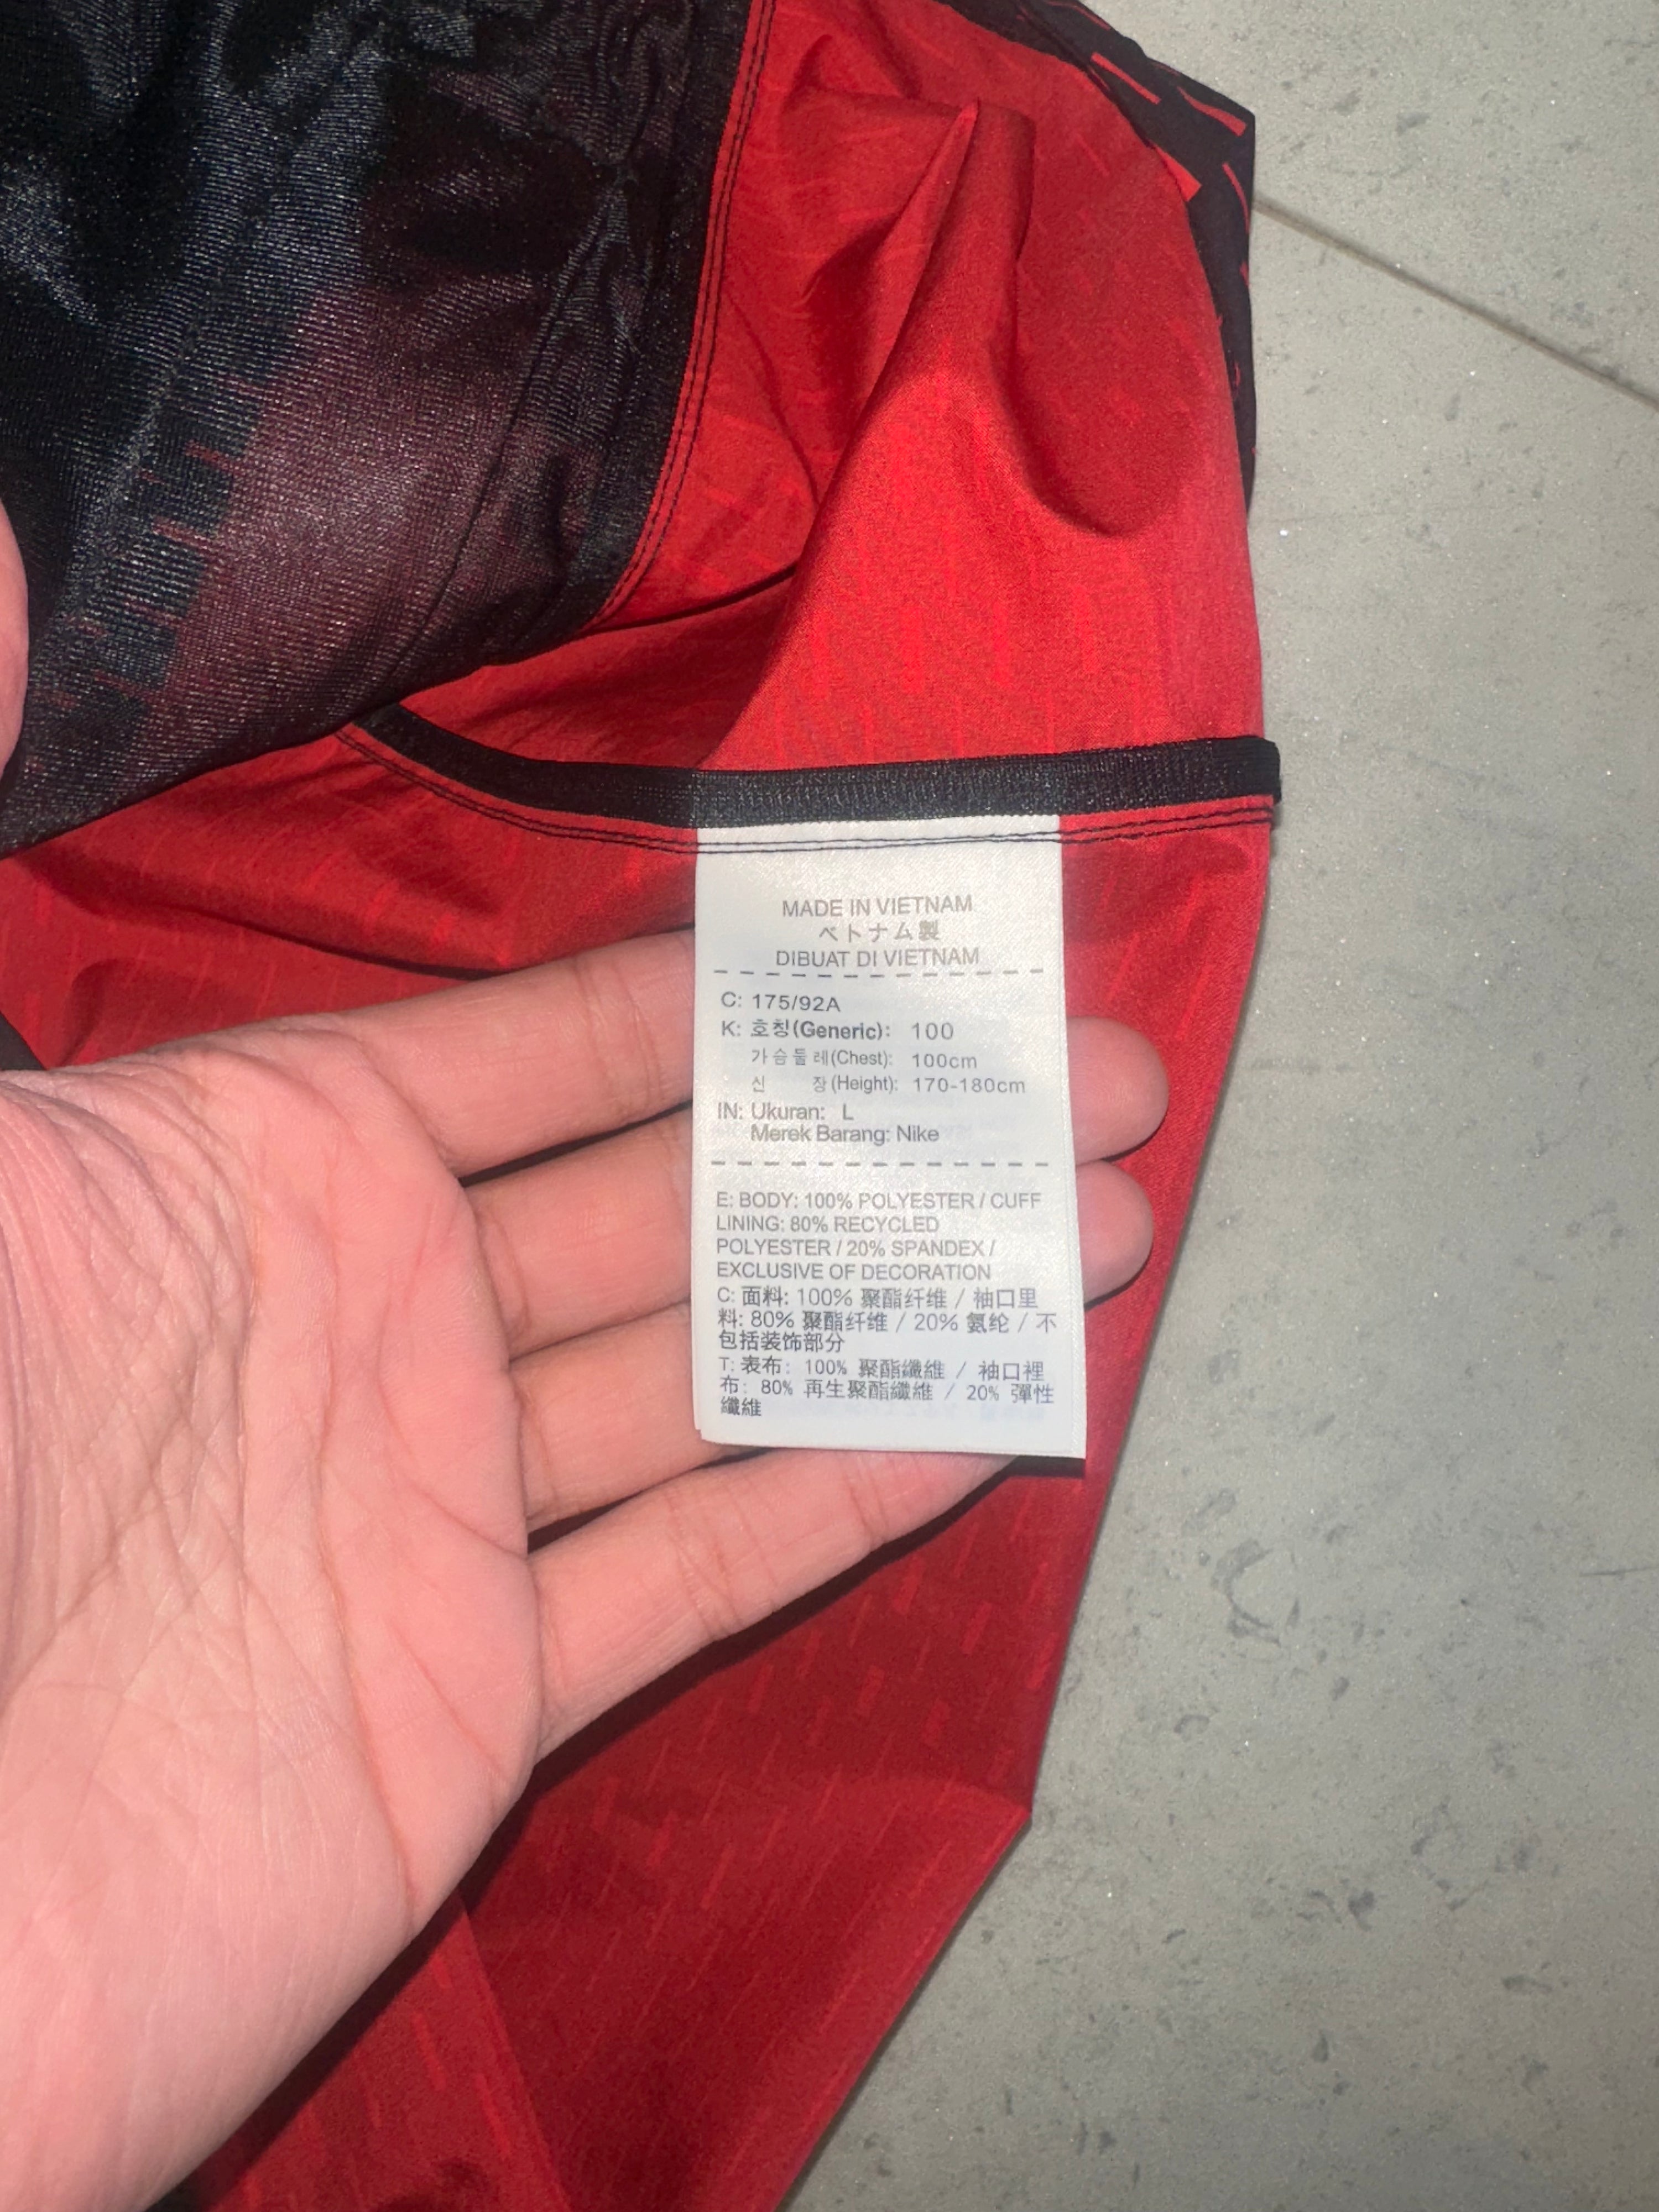 MADE IN VIETNAM
ベトナム製
DIBUAT DI VIETNAM
C: 175/92A
K: 호칭(Generic): 100
가슴둘레(Chest): 100cm
신 장(Height): 170-180cm
IN: Ukuran: L
Merek Barang: Nike
E: BODY: 100% POLYESTER / CUFF
LINING: 80% RECYCLED
POLYESTER / 20% SPANDEX /
EXCLUSIVE OF DECORATION
C: 面料: 100% 聚酯纤维 / 袖口里
料: 80% 聚酯纤维 / 20% 氨纶 / 不
包括装饰部分
T: 表布: 100% 聚酯纖維 / 袖口裡
布: 80% 再生聚酯纖維 / 20% 彈性
纖維